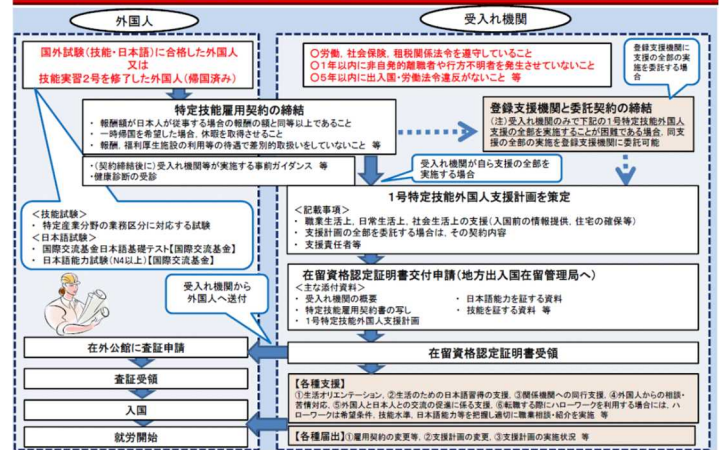 外国人
受入れ機関
国外試験（技能・日本語）に合格した外国人
又は
技能実習２号を修了した外国人（帰国済み）
○労働，社会保険，租税関係法令を遵守していること
○１年以内に非自発的離職者や行方不明者を発生させていないこと
○５年以内に出入国・労働法令違反がないこと 等
登録支援機関に
支援の全部の実
施を委託する場
合
特定技能雇用契約の締結
・ 報酬額が日本人が従事する場合の報酬の額と同等以上であること
・ 一時帰国を希望した場合，休暇を取得させること
・ 報酬，福利厚生施設の利用等の待遇で差別的取扱いをしていないこと 等
登録支援機関と委託契約の締結
（注）受入れ機関のみで下記の1号特定技能外国人
支援の全部を実施することが困難である場合，同支
援の全部の実施を登録支援機関に委託可能
・（契約締結後に）受入れ機関等が実施する事前ガイダンス 等
・健康診断の受診
受入れ機関が自ら支援の全部を
実施する場合
１号特定技能外国人支援計画を策定
＜記載事項＞
・ 職業生活上，日常生活上，社会生活上の支援（入国前の情報提供，住宅の確保等）
・ 支援計画の全部を委託する場合は，その契約内容
・ 支援責任者等
＜技能試験＞
・ 特定産業分野の業務区分に対応する試験
＜日本語試験＞
・ 国際交流基金日本語基礎テスト【国際交流基金】
・ 日本語能力試験（N4以上）【国際交流基金】
在留資格認定証明書交付申請（地方出入国在留管理局へ）
＜主な添付資料＞
・ 受入れ機関の概要
・ 特定技能雇用契約書の写し
・ １号特定技能外国人支援計画
・ 日本語能力を証する資料
・ 技能を証する資料 等
受入れ機関から
外国人へ送付
在外公館に査証申請
在留資格認定証明書受領
査証受領
入国
就労開始
【各種支援】
①生活オリエンテーション，②生活のための日本語習得の支援，③関係機関への同行支援，④外国人からの相談・
苦情対応，⑤外国人と日本人との交流の促進に係る支援，⑥転職する際にハローワークを利用する場合には，ハ
ローワークは希望条件，技能水準，日本語能力等を把握し適切に職業相談・紹介を実施 等
【各種届出】①雇用契約の変更等，②支援計画の変更，③支援計画の実施状況 等